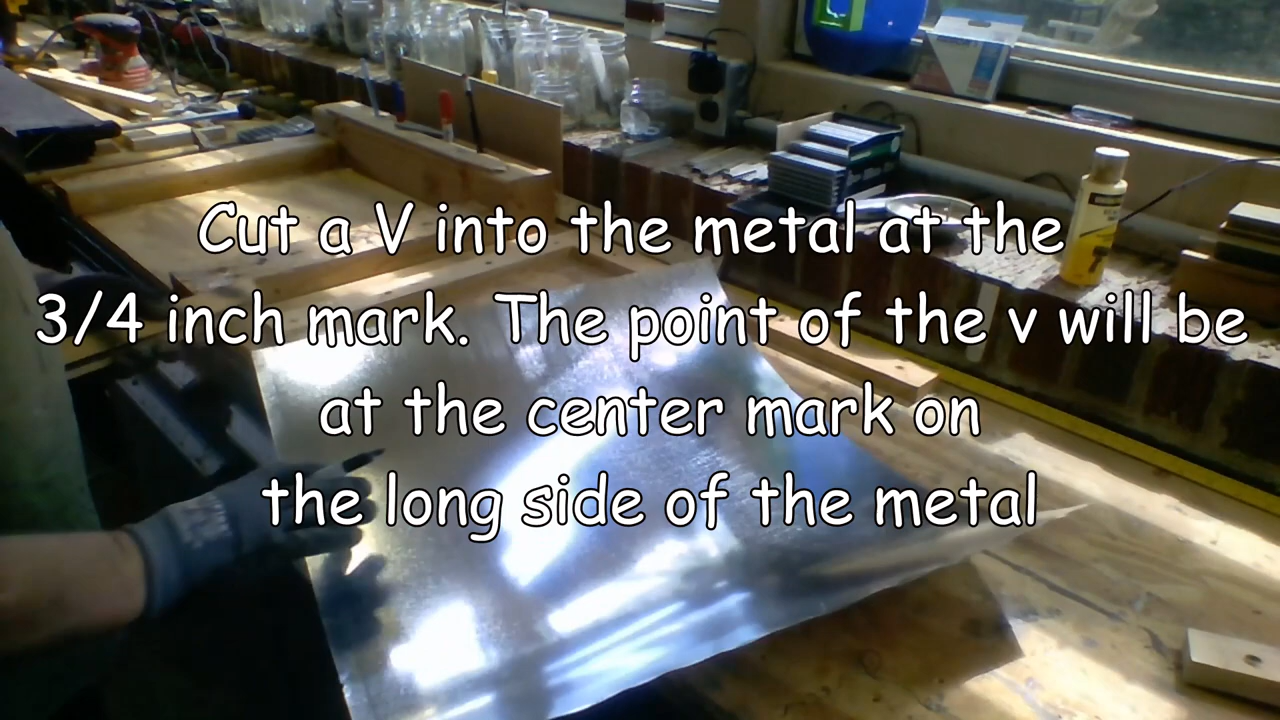 Cut a V into the metal at the
3/4 inch mark. The point of the v will be
at the center mark on
the long side of the metal